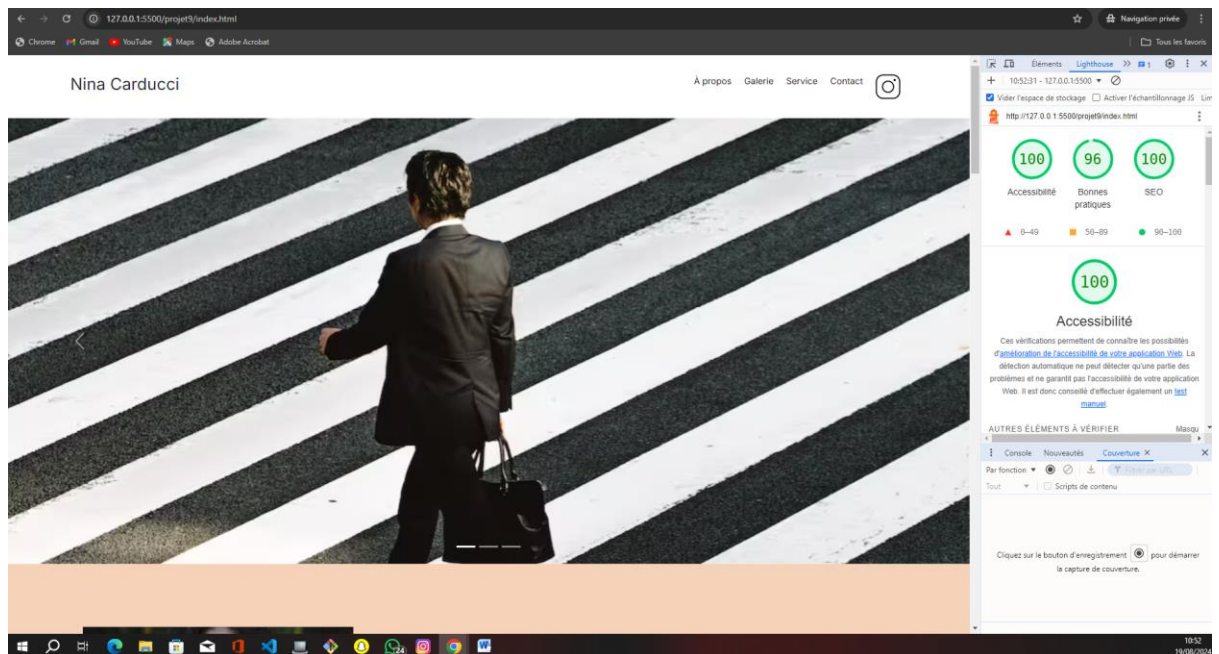 127.0.0.1:5500/projet9/index.html
Navigation privée
Chrome Gmail YouTube Maps Adobe Acrobat
Tous les favoris
Nina Carducci
À propos Galerie Service Contact
Éléments Lighthouse 1
10:52:31 - 127.0.0.1:5500
Vider l'espace de stockage Activer l'échantillonnage JS Lim
http://127.0.0.1:5500/projet9/index.html
100 96 100
Accessibilité Bonnes pratiques SEO
0–49 50–89 90–100
100
Accessibilité
Ces vérifications permettent de connaître les possibilités
d'amélioration de l'accessibilité de votre application Web. La
détection automatique ne peut détecter qu'une partie des
problèmes et ne garantit pas l'accessibilité de votre application
Web. Il est donc conseillé d'effectuer également un test
manuel.
AUTRES ÉLÉMENTS À VÉRIFIER Masqu
Console Nouveautés Couverture
Par fonction Filtrer par URL
Tout Scripts de contenu
Cliquez sur le bouton d'enregistrement pour démarrer
la capture de couverture.
24
10:52
19/08/2024